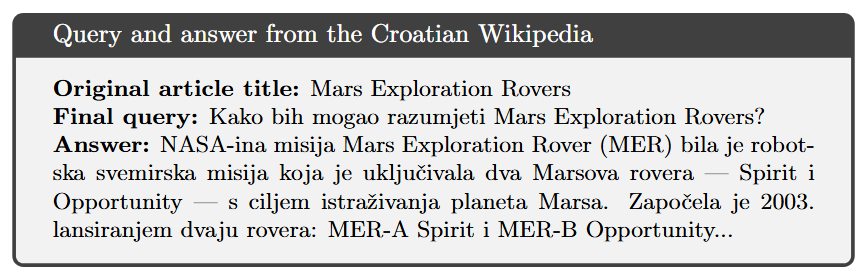 Query and answer from the Croatian Wikipedia
Original article title: Mars Exploration Rovers
Final query: Kako bih mogao razumjeti Mars Exploration Rovers?
Answer: NASA-ina misija Mars Exploration Rover (MER) bila je robot-
ska svemirska misija koja je uključivala dva Marsova rovera — Spirit i
Opportunity — s ciljem istraživanja planeta Marsa. Započela je 2003.
lansiranjem dvaju rovera: MER-A Spirit i MER-B Opportunity...